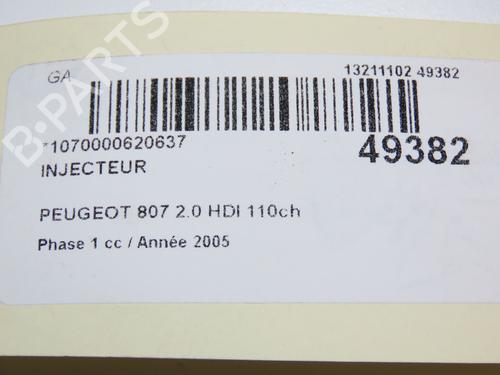 GA
13211102 49382
*1070000620637
49382
INJECTEUR
PEUGEOT 807 2.0 HDI 110ch
Phase 1 cc / Année 2005
B-PARTS